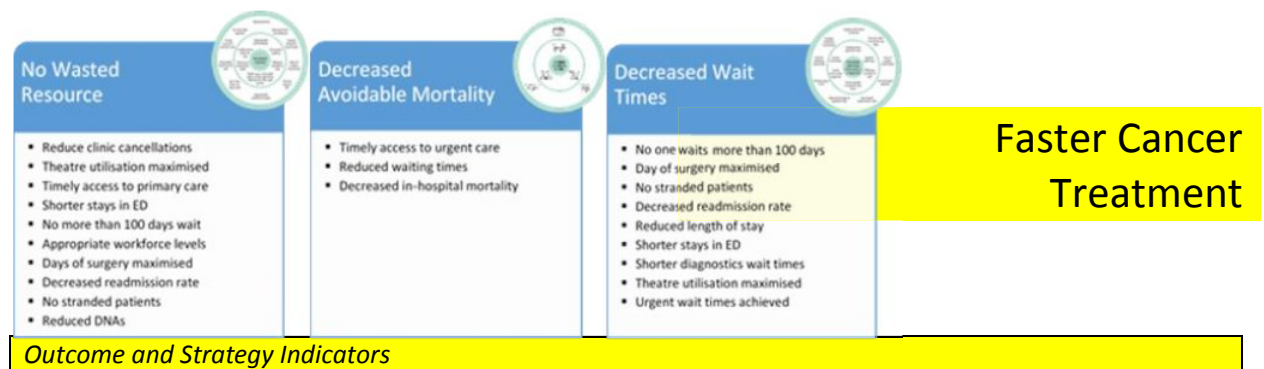 No Wasted
Resource
Reduce clinic cancellations
Theatre utilisation maximised
Timely access to primary care
Shorter stays in ED
No more than 100 days wait
Appropriate workforce levels
Days of surgery maximised
Decreased readmission rate
No stranded patients
Reduced DNAs
Decreased
Avoidable Mortality
Timely access to urgent care
Reduced waiting times
Decreased in-hospital mortality
Decreased Wait
Times
No one waits more than 100 days
Day of surgery maximised
No stranded patients
Decreased readmission rate
Reduced length of stay
Shorter stays in ED
Shorter diagnostics wait times
Theatre utilisation maximised
Urgent wait times achieved
Faster Cancer
Treatment
Outcome and Strategy Indicators